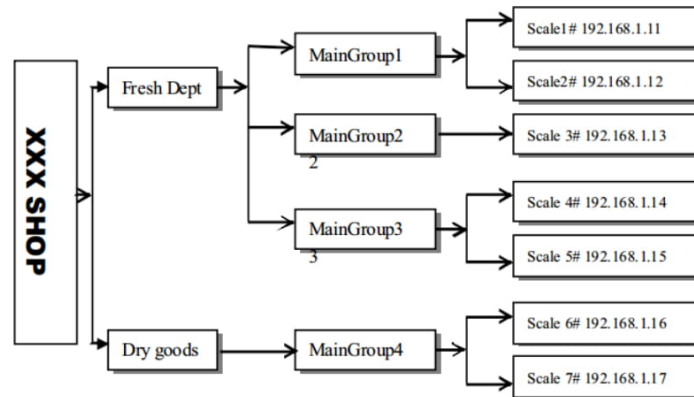 XXX SHOP
Fresh Dept
Dry goods
MainGroup1
MainGroup2
2
MainGroup3
3
MainGroup4
Scale1# 192.168.1.11
Scale2# 192.168.1.12
Scale 3# 192.168.1.13
Scale 4# 192.168.1.14
Scale 5# 192.168.1.15
Scale 6# 192.168.1.16
Scale 7# 192.168.1.17